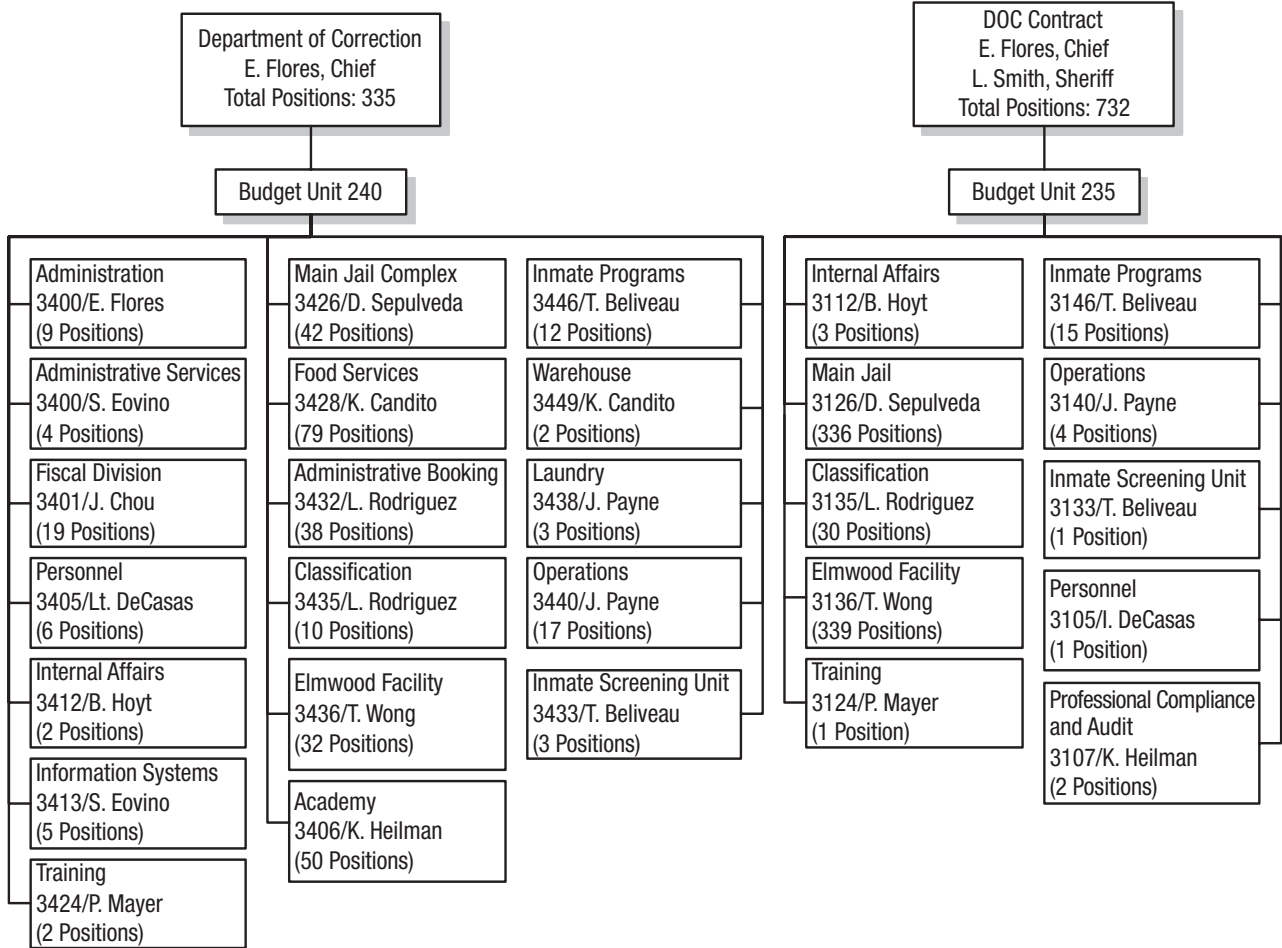 Department of Correction
E. Flores, Chief
Total Positions: 335
Budget Unit 240
Administration
3400/E. Flores
(9 Positions)
Administrative Services
3400/S. Eovino
(4 Positions)
Fiscal Division
3401/J. Chou
(19 Positions)
Personnel
3405/Lt. DeCasas
(6 Positions)
Internal Affairs
3412/B. Hoyt
(2 Positions)
Information Systems
3413/S. Eovino
(5 Positions)
Training
3424/P. Mayer
(2 Positions)
Main Jail Complex
3426/D. Sepulveda
(42 Positions)
Food Services
3428/K. Candito
(79 Positions)
Administrative Booking
3432/L. Rodriguez
(38 Positions)
Classification
3435/L. Rodriguez
(10 Positions)
Elmwood Facility
3436/T. Wong
(32 Positions)
Academy
3406/K. Heilman
(50 Positions)
Inmate Programs
3446/T. Beliveau
(12 Positions)
Warehouse
3449/K. Candito
(2 Positions)
Laundry
3438/J. Payne
(3 Positions)
Operations
3440/J. Payne
(17 Positions)
Inmate Screening Unit
3433/T. Beliveau
(3 Positions)
DOC Contract
E. Flores, Chief
L. Smith, Sheriff
Total Positions: 732
Budget Unit 235
Internal Affairs
3112/B. Hoyt
(3 Positions)
Main Jail
3126/D. Sepulveda
(336 Positions)
Classification
3135/L. Rodriguez
(30 Positions)
Elmwood Facility
3136/T. Wong
(339 Positions)
Training
3124/P. Mayer
(1 Position)
Inmate Programs
3146/T. Beliveau
(15 Positions)
Operations
3140/J. Payne
(4 Positions)
Inmate Screening Unit
3133/T. Beliveau
(1 Position)
Personnel
3105/I. DeCasas
(1 Position)
Professional Compliance
and Audit
3107/K. Heilman
(2 Positions)